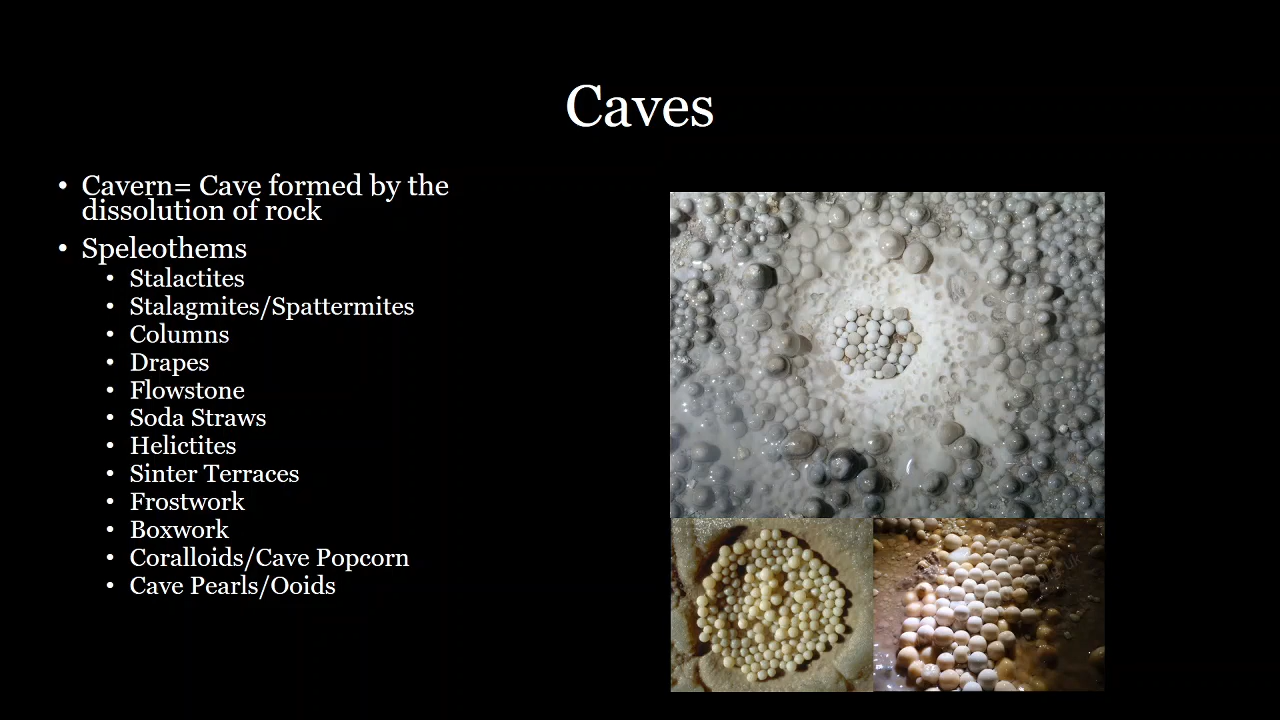 Caves
• Cavern= Cave formed by the
dissolution of rock
• Speleothems
• Stalactites
• Stalagmites/Spattermites
• Columns
• Drapes
• Flowstone
• Soda Straws
• Helictites
• Sinter Terraces
• Frostwork
• Boxwork
• Coralloids/Cave Popcorn
• Cave Pearls/Ooids